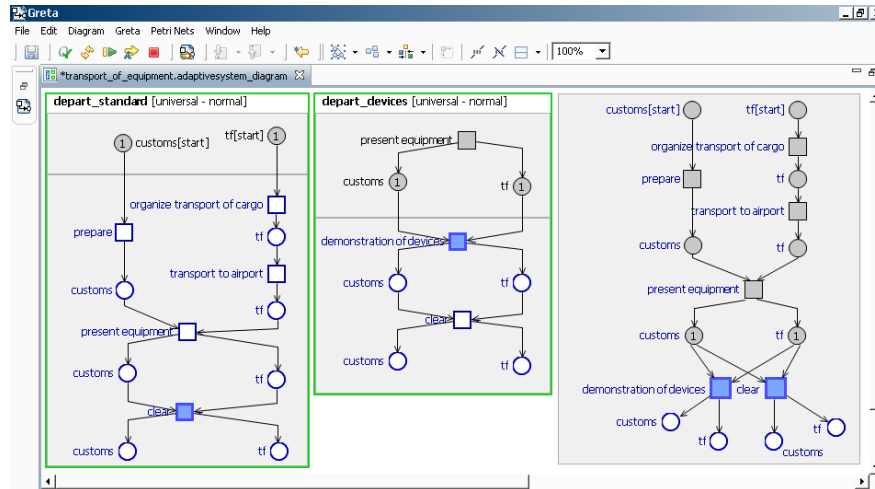 Greta
File Edit Diagram Greta Petri Nets Window Help
100%
*transport_of_equipment.adaptivesystem_diagram
depart_standard [universal - normal]
1 customs[start]
tf[start] 1
organize transport of cargo
prepare
tf
transport to airport
customs
tf
present equipment
customs
tf
clear
customs
tf
depart_devices [universal - normal]
present equipment
customs 1
tf 1
demonstration of devices
customs
tf
clear
customs
tf
customs[start]
tf[start]
organize transport of cargo
prepare
tf
transport to airport
customs
tf
present equipment
customs 1
tf 1
demonstration of devices
clear
customs
tf
tf
customs